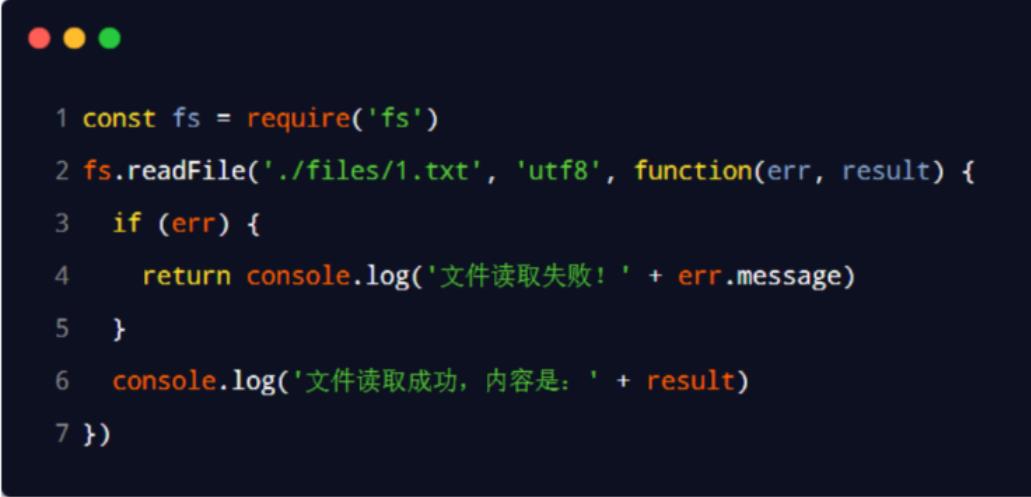 1 const fs = require('fs')
2 fs.readFile('./files/1.txt', 'utf8', function(err, result) {
3   if (err) {
4     return console.log('文件读取失败！' + err.message)
5   }
6   console.log('文件读取成功，内容是：' + result)
7 })